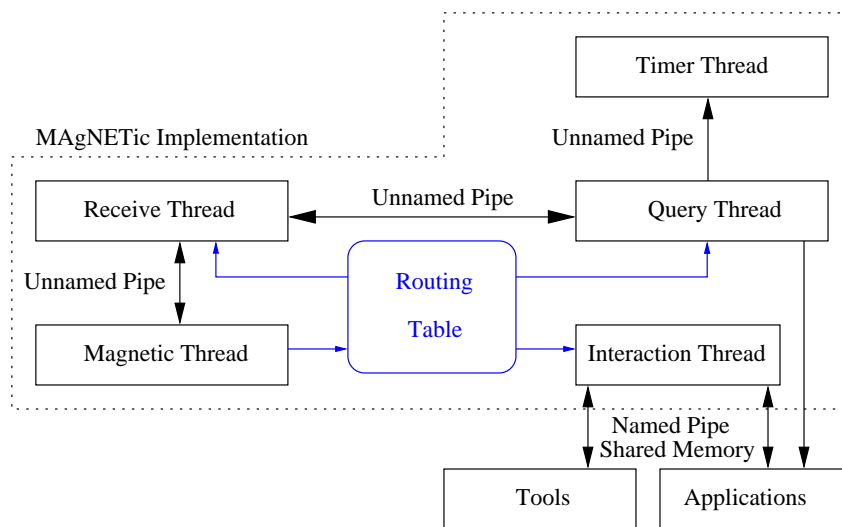 Timer Thread
MAgNETic Implementation
Unnamed Pipe
Receive Thread
Unnamed Pipe
Query Thread
Unnamed Pipe
Routing
Table
Magnetic Thread
Interaction Thread
Named Pipe
Shared Memory
Tools
Applications